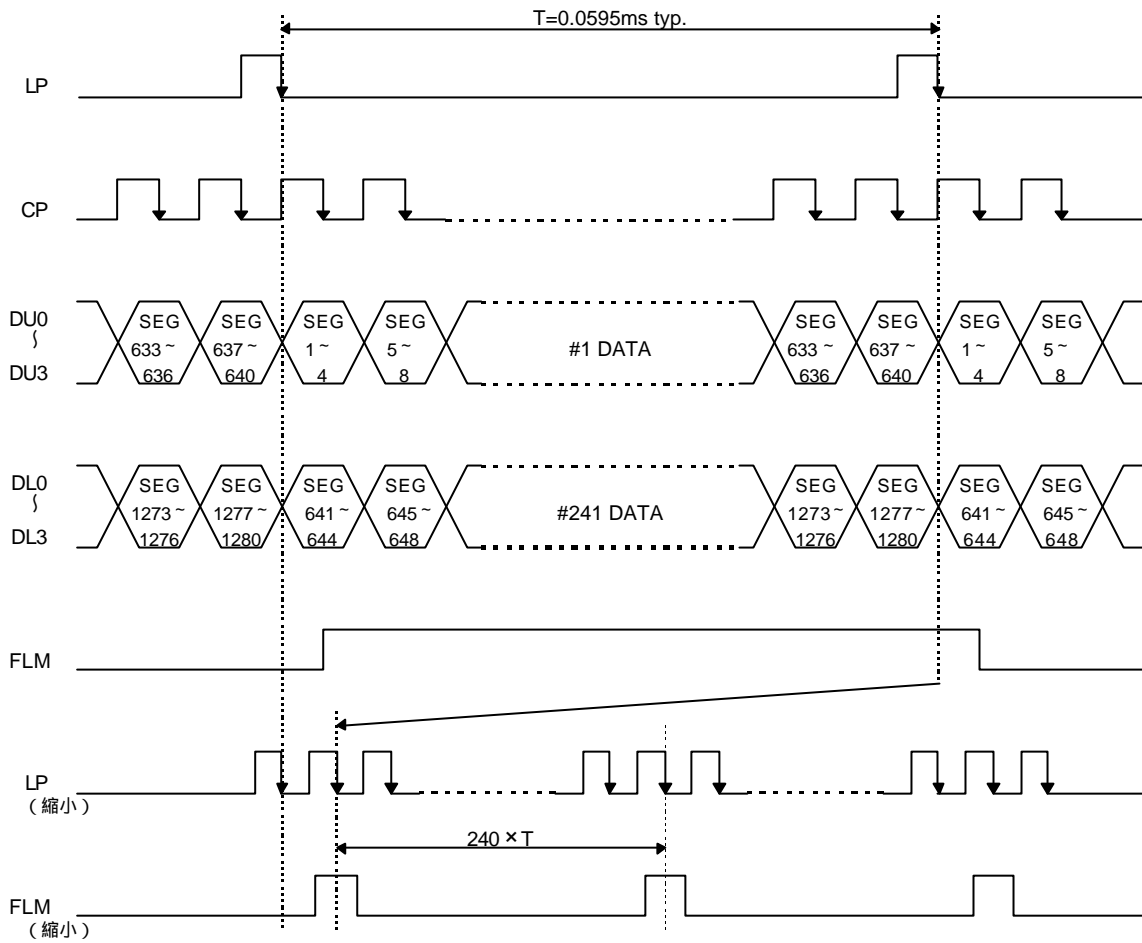 T=0.0595ms typ.
LP
CP
DU0
~
DU3
SEG SEG SEG SEG SEG SEG SEG SEG
633~ 637~ 1~ 5~ #1 DATA 633~ 637~ 1~ 5~
636 640 4 8 636 640 4 8
DL0
~
DL3
SEG SEG SEG SEG SEG SEG SEG SEG
1273~ 1277~ 641~ 645~ #241 DATA 1273~ 1277~ 641~ 645~
1276 1280 644 648 1276 1280 644 648
FLM
LP
(縮小)
240×T
FLM
(縮小)